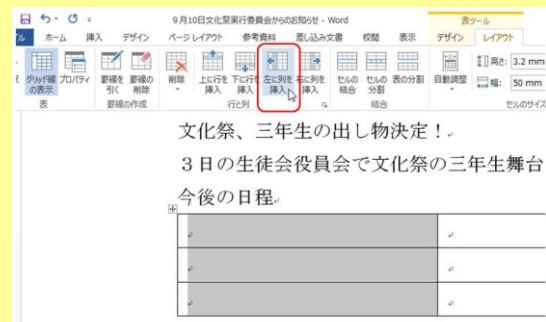 9月10日文化祭実行委員会からのお知らせ - Word
表ツール
ホーム 挿入 デザイン ページ レイアウト 参考資料 差し込み文書 校閲 表示 デザイン レイアウト
グリッド線の表示 プロパティ 罫線を引く 罫線の削除 削除 上に行を挿入 下に行を挿入 左に列を挿入 右に列を挿入 セルの結合 セルの分割 表の分割 自動調整 高さ: 3.2 mm
幅: 50 mm
表 罫線の作成 行と列 結合 セルのサイズ
文化祭、三年生の出し物決定！
３日の生徒会役員会で文化祭の三年生舞台
今後の日程